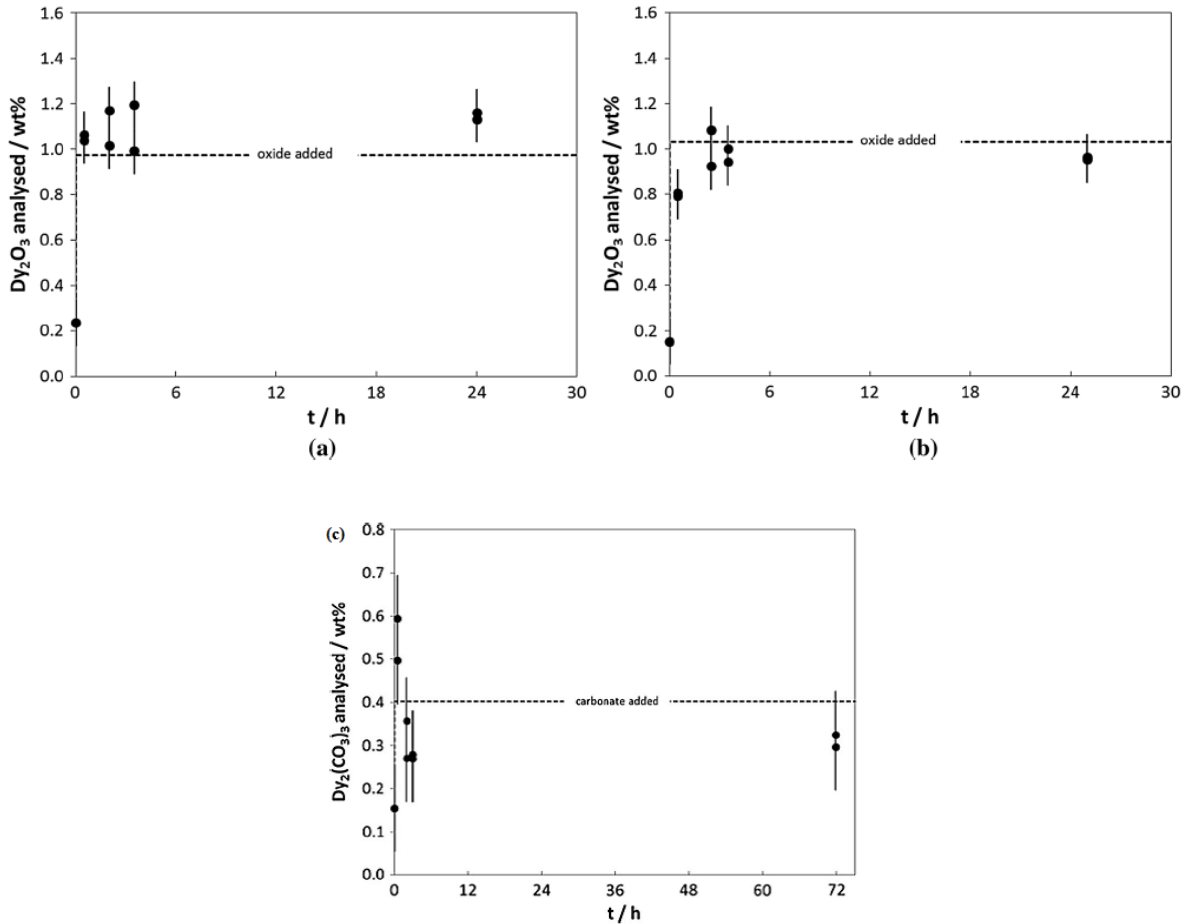 1.6
1.4
1.2
1.0
0.8
0.6
0.4
0.2
0.0
Dy₂O₃ analysed / wt%
oxide added
0 6 12 18 24 30
t / h
(a)
1.6
1.4
1.2
1.0
0.8
0.6
0.4
0.2
0.0
Dy₂O₃ analysed / wt%
oxide added
0 6 12 18 24 30
t / h
(b)
(c)
0.8
0.7
0.6
0.5
0.4
0.3
0.2
0.1
0.0
Dy₂(CO₃)₃ analysed / wt%
carbonate added
0 12 24 36 48 60 72
t / h